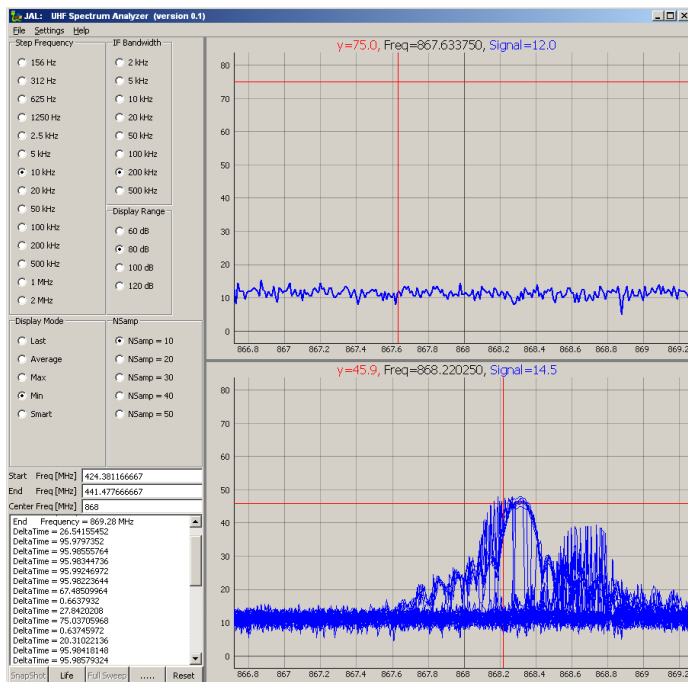 JAL: UHF Spectrum Analyzer (version 0.1)
File Settings Help
Step Frequency
156 Hz
312 Hz
625 Hz
1250 Hz
2.5 kHz
5 kHz
10 kHz
20 kHz
50 kHz
100 kHz
200 kHz
500 kHz
1 MHz
2 MHz
IF Bandwidth
2 kHz
5 kHz
10 kHz
20 kHz
50 kHz
100 kHz
200 kHz
500 kHz
Display Range
60 dB
80 dB
100 dB
120 dB
Display Mode
Last
Average
Max
Min
Smart
NSamp
NSamp = 10
NSamp = 20
NSamp = 30
NSamp = 40
NSamp = 50
Start Freq [MHz] 424.381166667
End Freq [MHz] 441.477666667
Center Freq [MHz] 868
End Frequency = 869.28 MHz
DeltaTime = 26.54155452
DeltaTime = 95.9797352
DeltaTime = 95.98555764
DeltaTime = 95.98344736
DeltaTime = 95.99246972
DeltaTime = 95.98223644
DeltaTime = 67.48509964
DeltaTime = 0.6637932
DeltaTime = 27.8420208
DeltaTime = 75.03705968
DeltaTime = 0.63745972
DeltaTime = 20.31022136
DeltaTime = 95.98418148
DeltaTime = 95.98579324
SnapShot Life Full Sweep ..... Reset
y=75.0, Freq=867.633750, Signal=12.0
80
70
60
50
40
30
20
10
0
866.8 867 867.2 867.4 867.6 867.8 868 868.2 868.4 868.6 868.8 869 869.2
y=45.9, Freq=868.220250, Signal=14.5
80
70
60
50
40
30
20
10
0
866.8 867 867.2 867.4 867.6 867.8 868 868.2 868.4 868.6 868.8 869 869.2